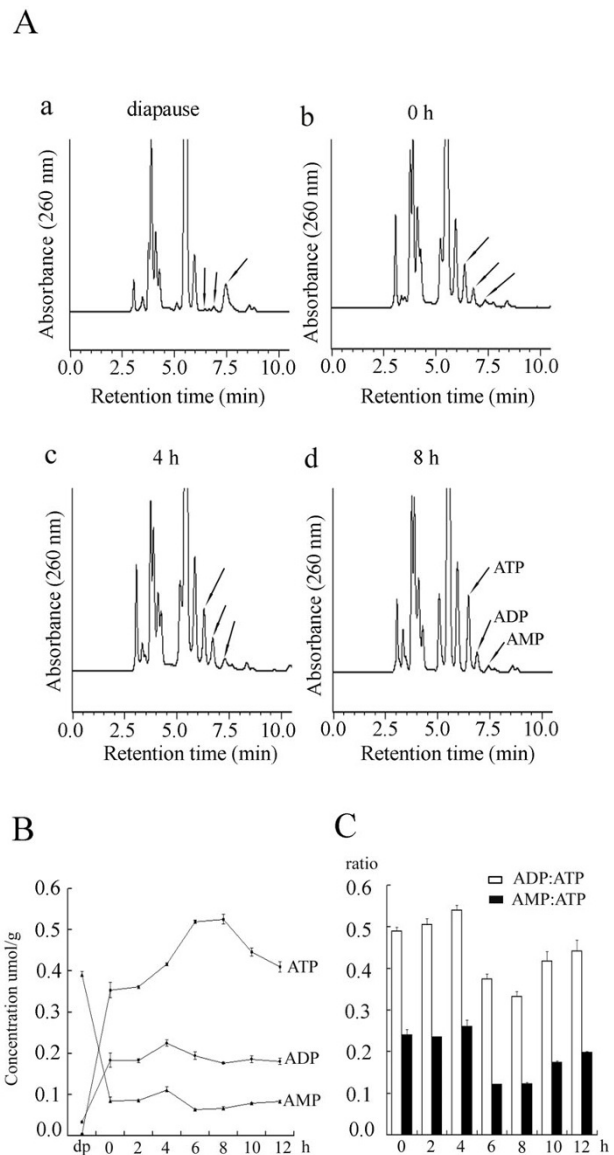 A
a
diapause
b
0 h
Absorbance (260 nm)
Absorbance (260 nm)
0.0 2.5 5.0 7.5 10.0
0.0 2.5 5.0 7.5 10.0
Retention time (min)
Retention time (min)
c
4 h
d
8 h
Absorbance (260 nm)
Absorbance (260 nm)
ATP
ADP
AMP
0.0 2.5 5.0 7.5 10.0
0.0 2.5 5.0 7.5 10.0
Retention time (min)
Retention time (min)
B
Concentration umol/g
0.6
0.5
0.4
0.3
0.2
0.1
0.0
ATP
ADP
AMP
dp 0 2 4 6 8 10 12 h
C
ratio
ADP:ATP
AMP:ATP
0.6
0.5
0.4
0.3
0.2
0.1
0.0
0 2 4 6 8 10 12 h